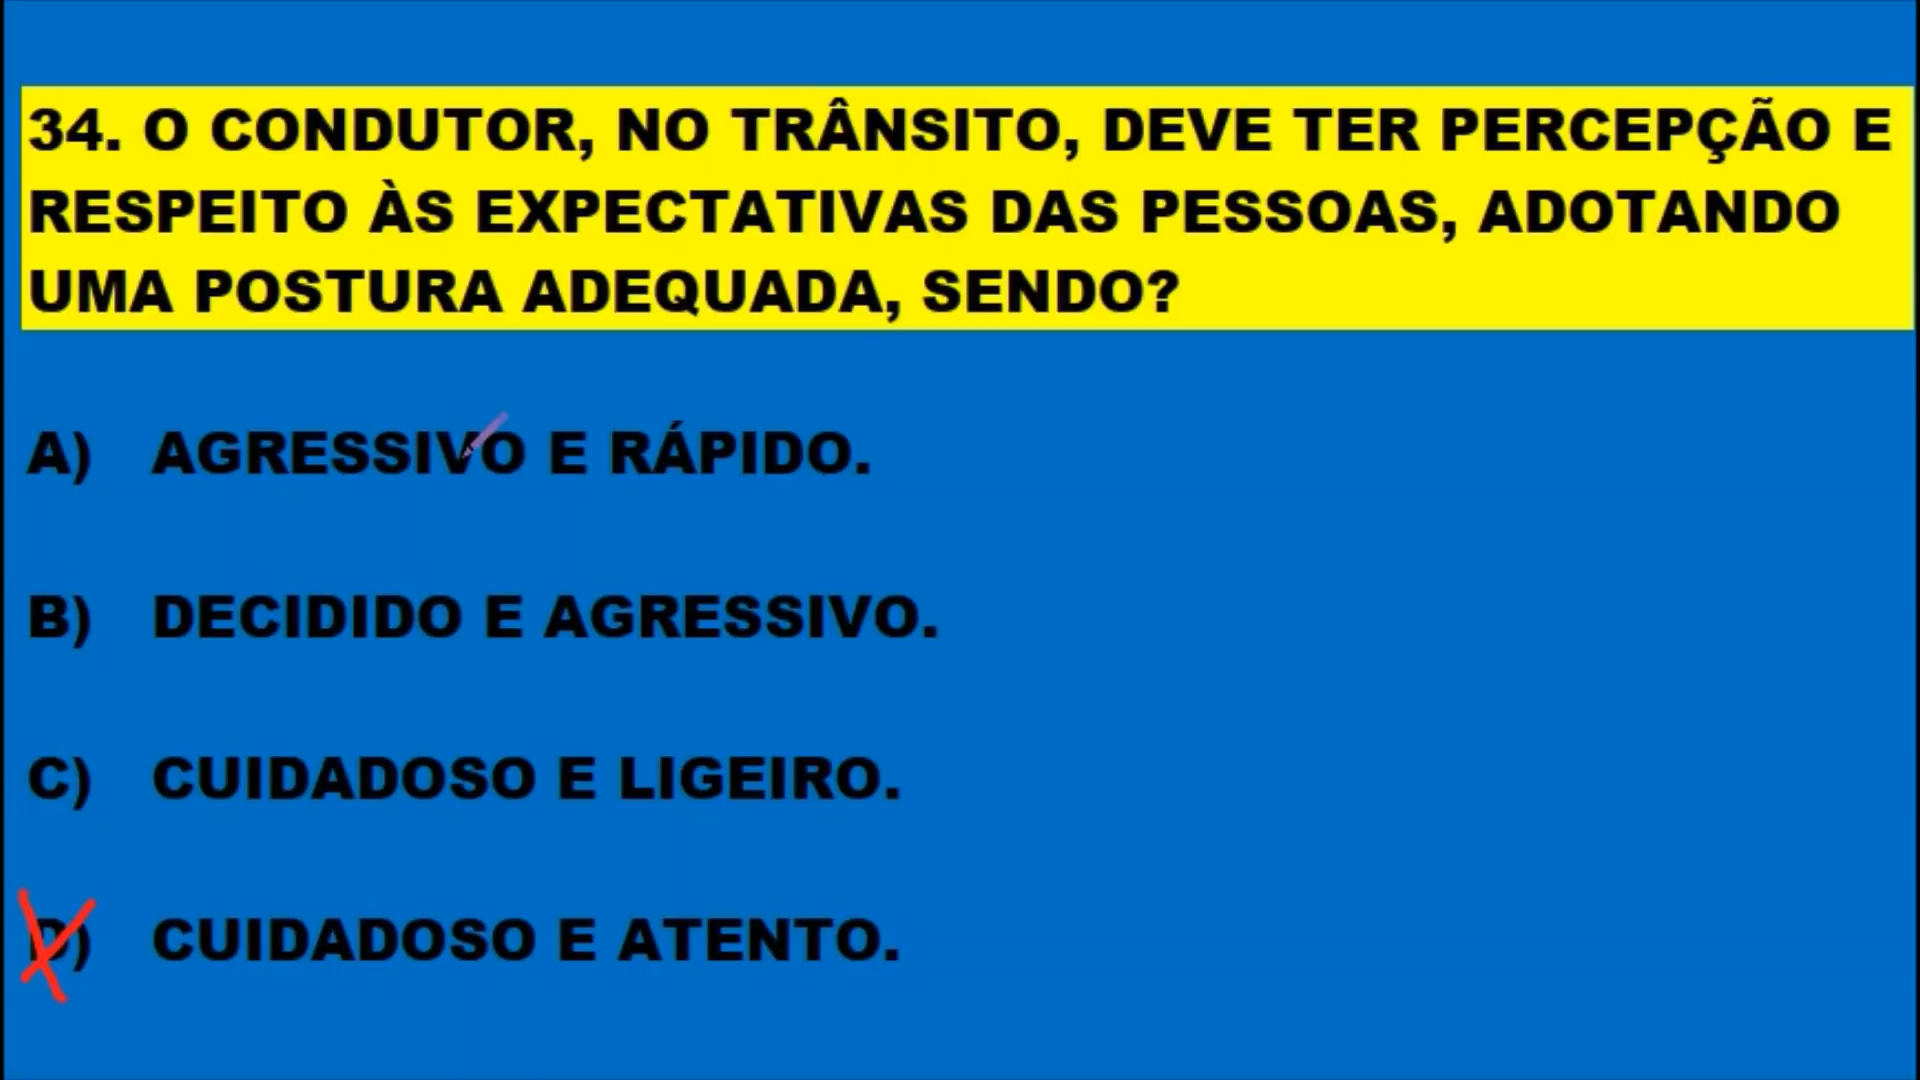 34. O CONDUTOR, NO TRÂNSITO, DEVE TER PERCEPÇÃO E
RESPEITO ÀS EXPECTATIVAS DAS PESSOAS, ADOTANDO
UMA POSTURA ADEQUADA, SENDO?
A) AGRESSIVO E RÁPIDO.
B) DECIDIDO E AGRESSIVO.
C) CUIDADOSO E LIGEIRO.
D) CUIDADOSO E ATENTO.